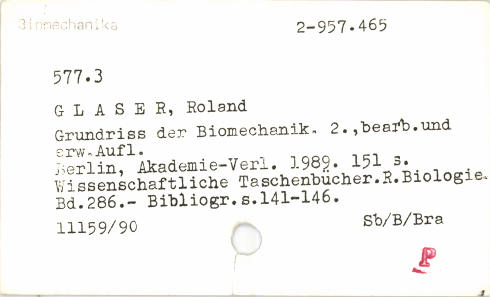 Biomechanika 2-957.465
577.3
G L A S E R, Roland
Grundriss der Biomechanik. 2.,bearb.und
erw.Aufl.
Berlin, Akademie-Verl. 1989. 151 s.
Wissenschaftliche Taschenbücher.R.Biologie.
Bd.286.- Bibliogr.s.141-146.
11159/90 Sb/B/Bra
P